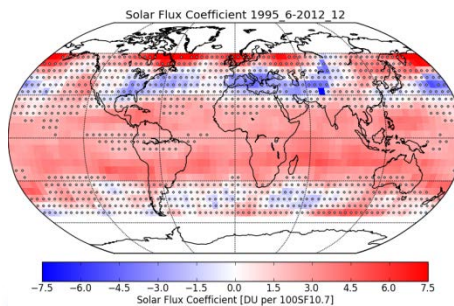 Solar Flux Coefficient 1995_6-2012_12
-7.5 -6.0 -4.5 -3.0 -1.5 0.0 1.5 3.0 4.5 6.0 7.5
Solar Flux Coefficient [DU per 100SF10.7]